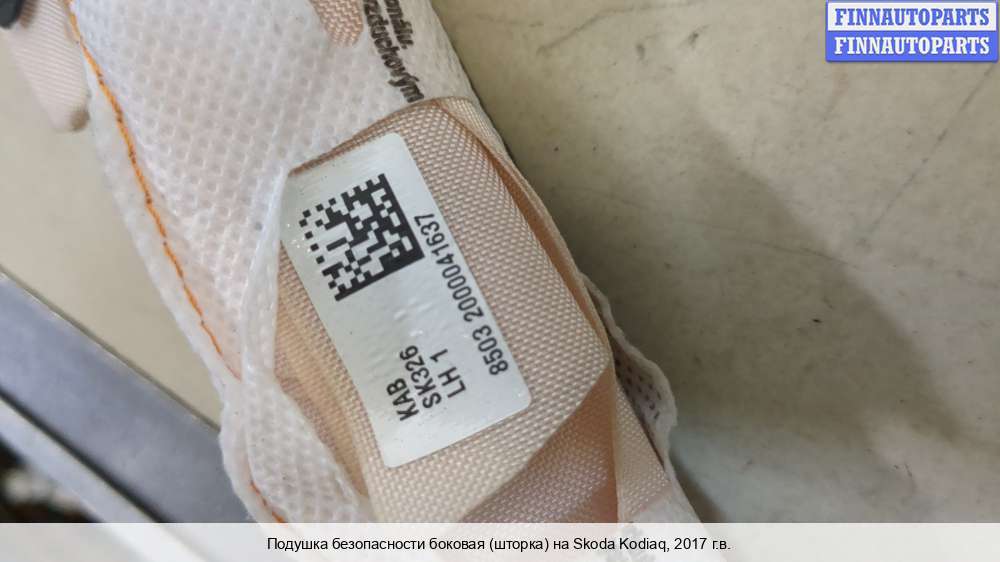 FINNAUTOPARTS
FINNAUTOPARTS
KAB
SK326
LH 1
8503 2000041637
Подушка безопасности боковая (шторка) на Skoda Kodiaq, 2017 г.в.